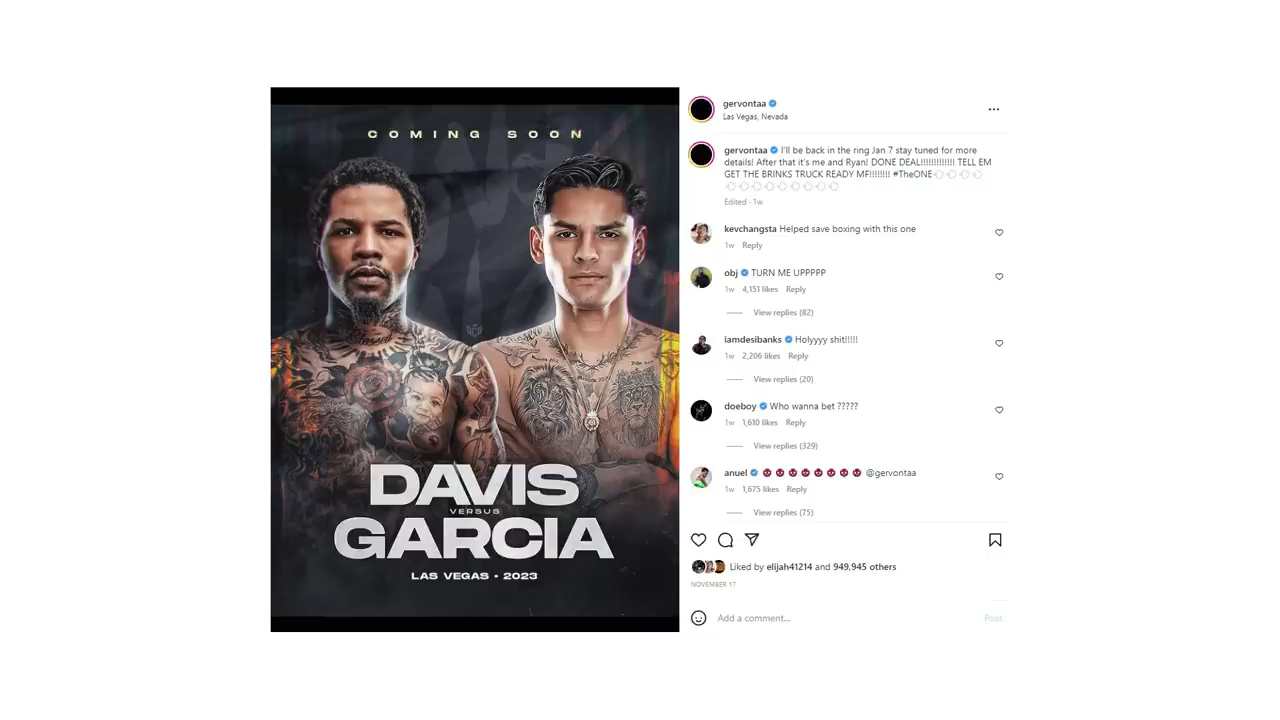 COMING SOON
DAVIS
VERSUS
GARCIA
LAS VEGAS • 2023
gervontaa
Las Vegas, Nevada
gervontaa I'll be back in the ring Jan 7 stay tuned for more
details! After that it's me and Ryan! DONE DEAL!!!!!!!!!!!!! TELL EM
GET THE BRINKS TRUCK READY MF!!!!!!!! #TheONE
Edited · 1w
kevchangsta Helped save boxing with this one
1w Reply
obj TURN ME UPPPPP
1w 4,151 likes Reply
View replies (82)
iamdesibanks Holyyyy shit!!!!!
1w 2,206 likes Reply
View replies (20)
doeboy Who wanna bet ?????
1w 1,610 likes Reply
View replies (329)
anuel @gervontaa
1w 1,675 likes Reply
View replies (75)
Liked by elijah41214 and 949,945 others
NOVEMBER 17
Add a comment...
Post